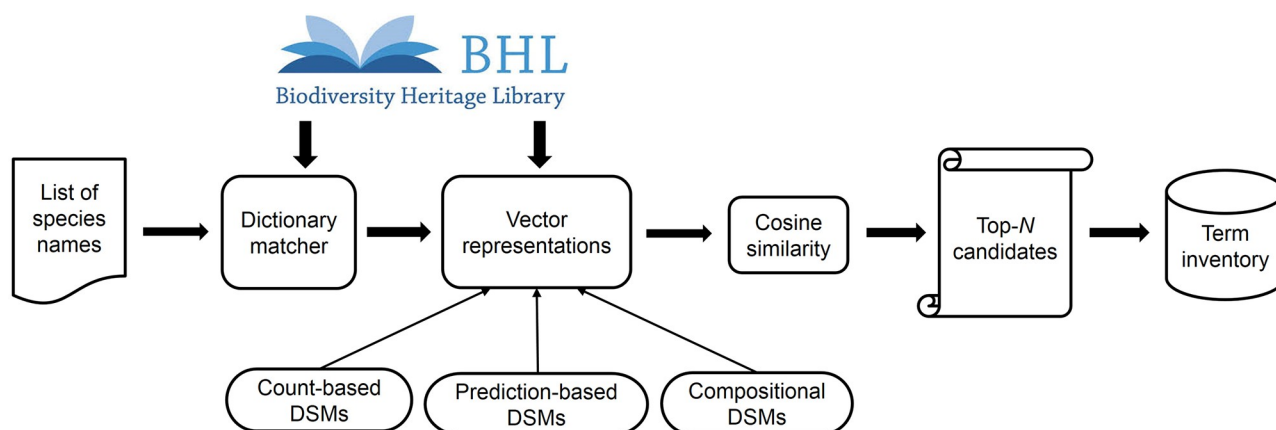 BHL
Biodiversity Heritage Library
List of
species
names
Dictionary
matcher
Vector
representations
Cosine
similarity
Top-N
candidates
Term
inventory
Count-based
DSMs
Prediction-based
DSMs
Compositional
DSMs